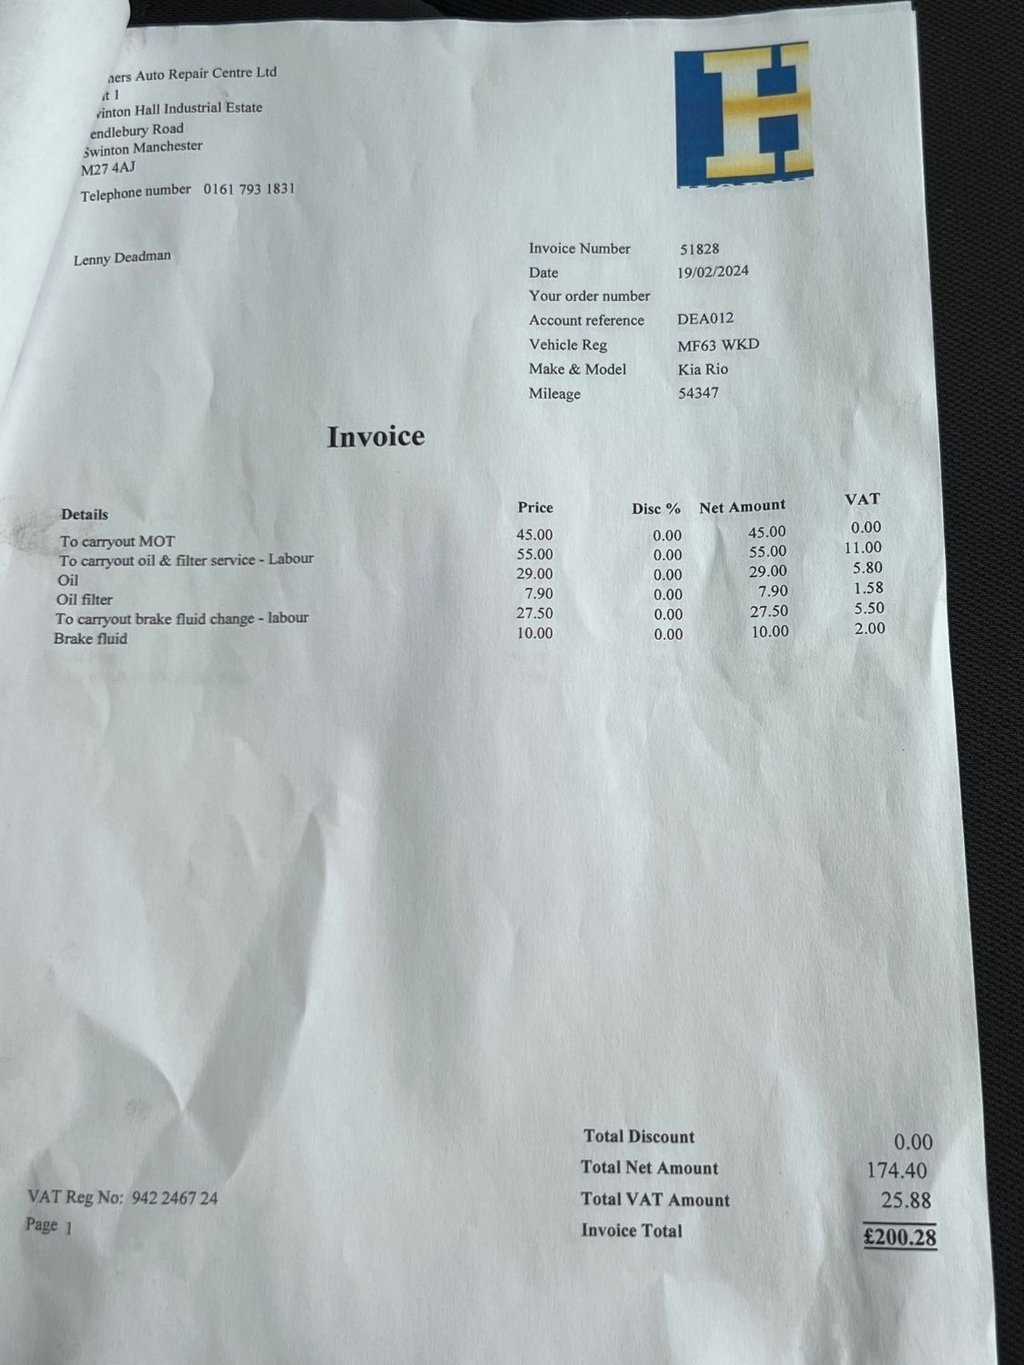 ners Auto Repair Centre Ltd
it 1
vinton Hall Industrial Estate
endlebury Road
Swinton Manchester
M27 4AJ
Telephone number 0161 793 1831
H
Lenny Deadman
Invoice Number 51828
Date 19/02/2024
Your order number
Account reference DEA012
Vehicle Reg MF63 WKD
Make & Model Kia Rio
Mileage 54347
Invoice
Details Price Disc % Net Amount VAT
To carryout MOT 45.00 0.00 45.00 0.00
To carryout oil & filter service - Labour 55.00 0.00 55.00 11.00
Oil 29.00 0.00 29.00 5.80
Oil filter 7.90 0.00 7.90 1.58
To carryout brake fluid change - labour 27.50 0.00 27.50 5.50
Brake fluid 10.00 0.00 10.00 2.00
Total Discount 0.00
Total Net Amount 174.40
Total VAT Amount 25.88
Invoice Total £200.28
VAT Reg No: 942 2467 24
Page 1